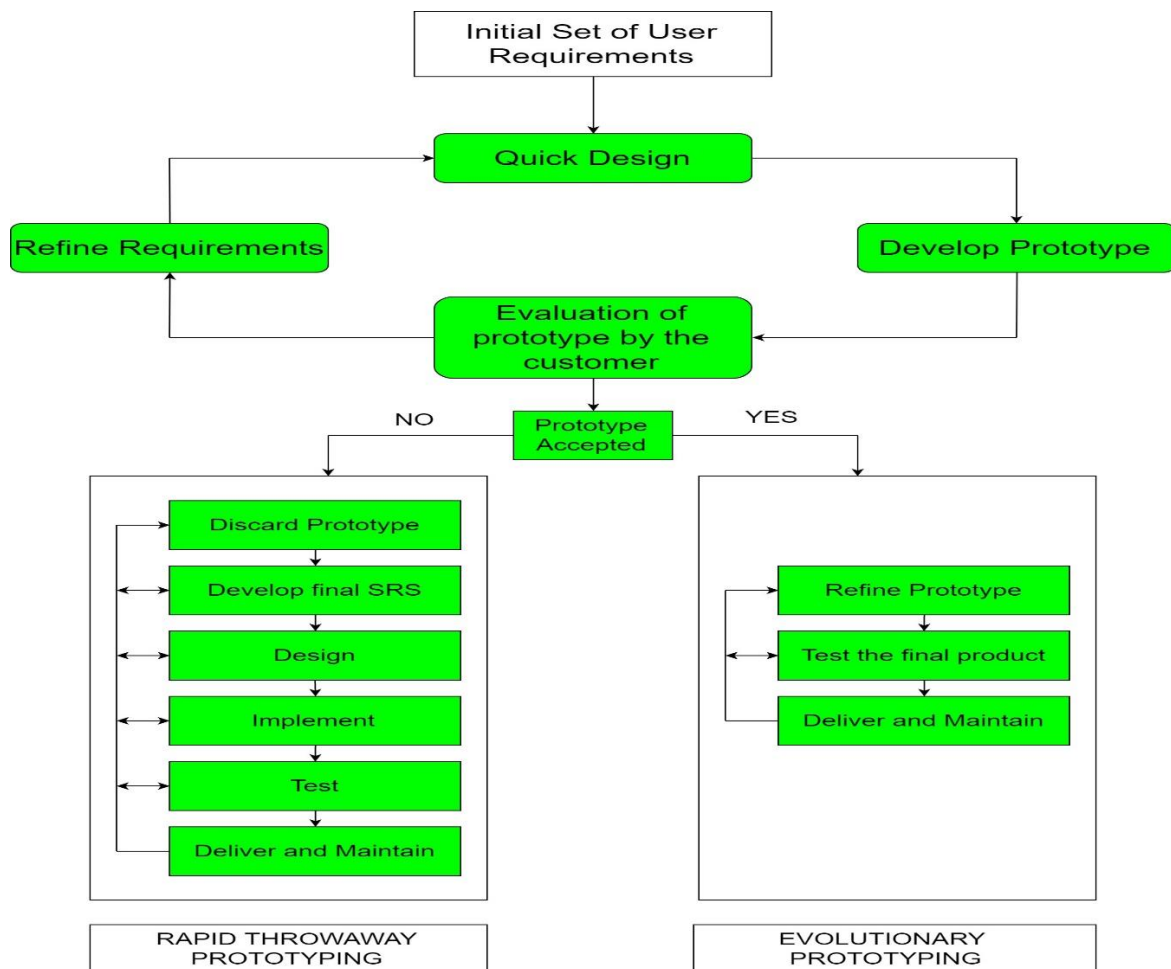 Initial Set of User
Requirements
Quick Design
Refine Requirements
Develop Prototype
Evaluation of
prototype by the
customer
NO
YES
Prototype
Accepted
Discard Prototype
Develop final SRS
Design
Implement
Test
Deliver and Maintain
Refine Prototype
Test the final product
Deliver and Maintain
RAPID THROWAWAY
PROTOTYPING
EVOLUTIONARY
PROTOTYPING